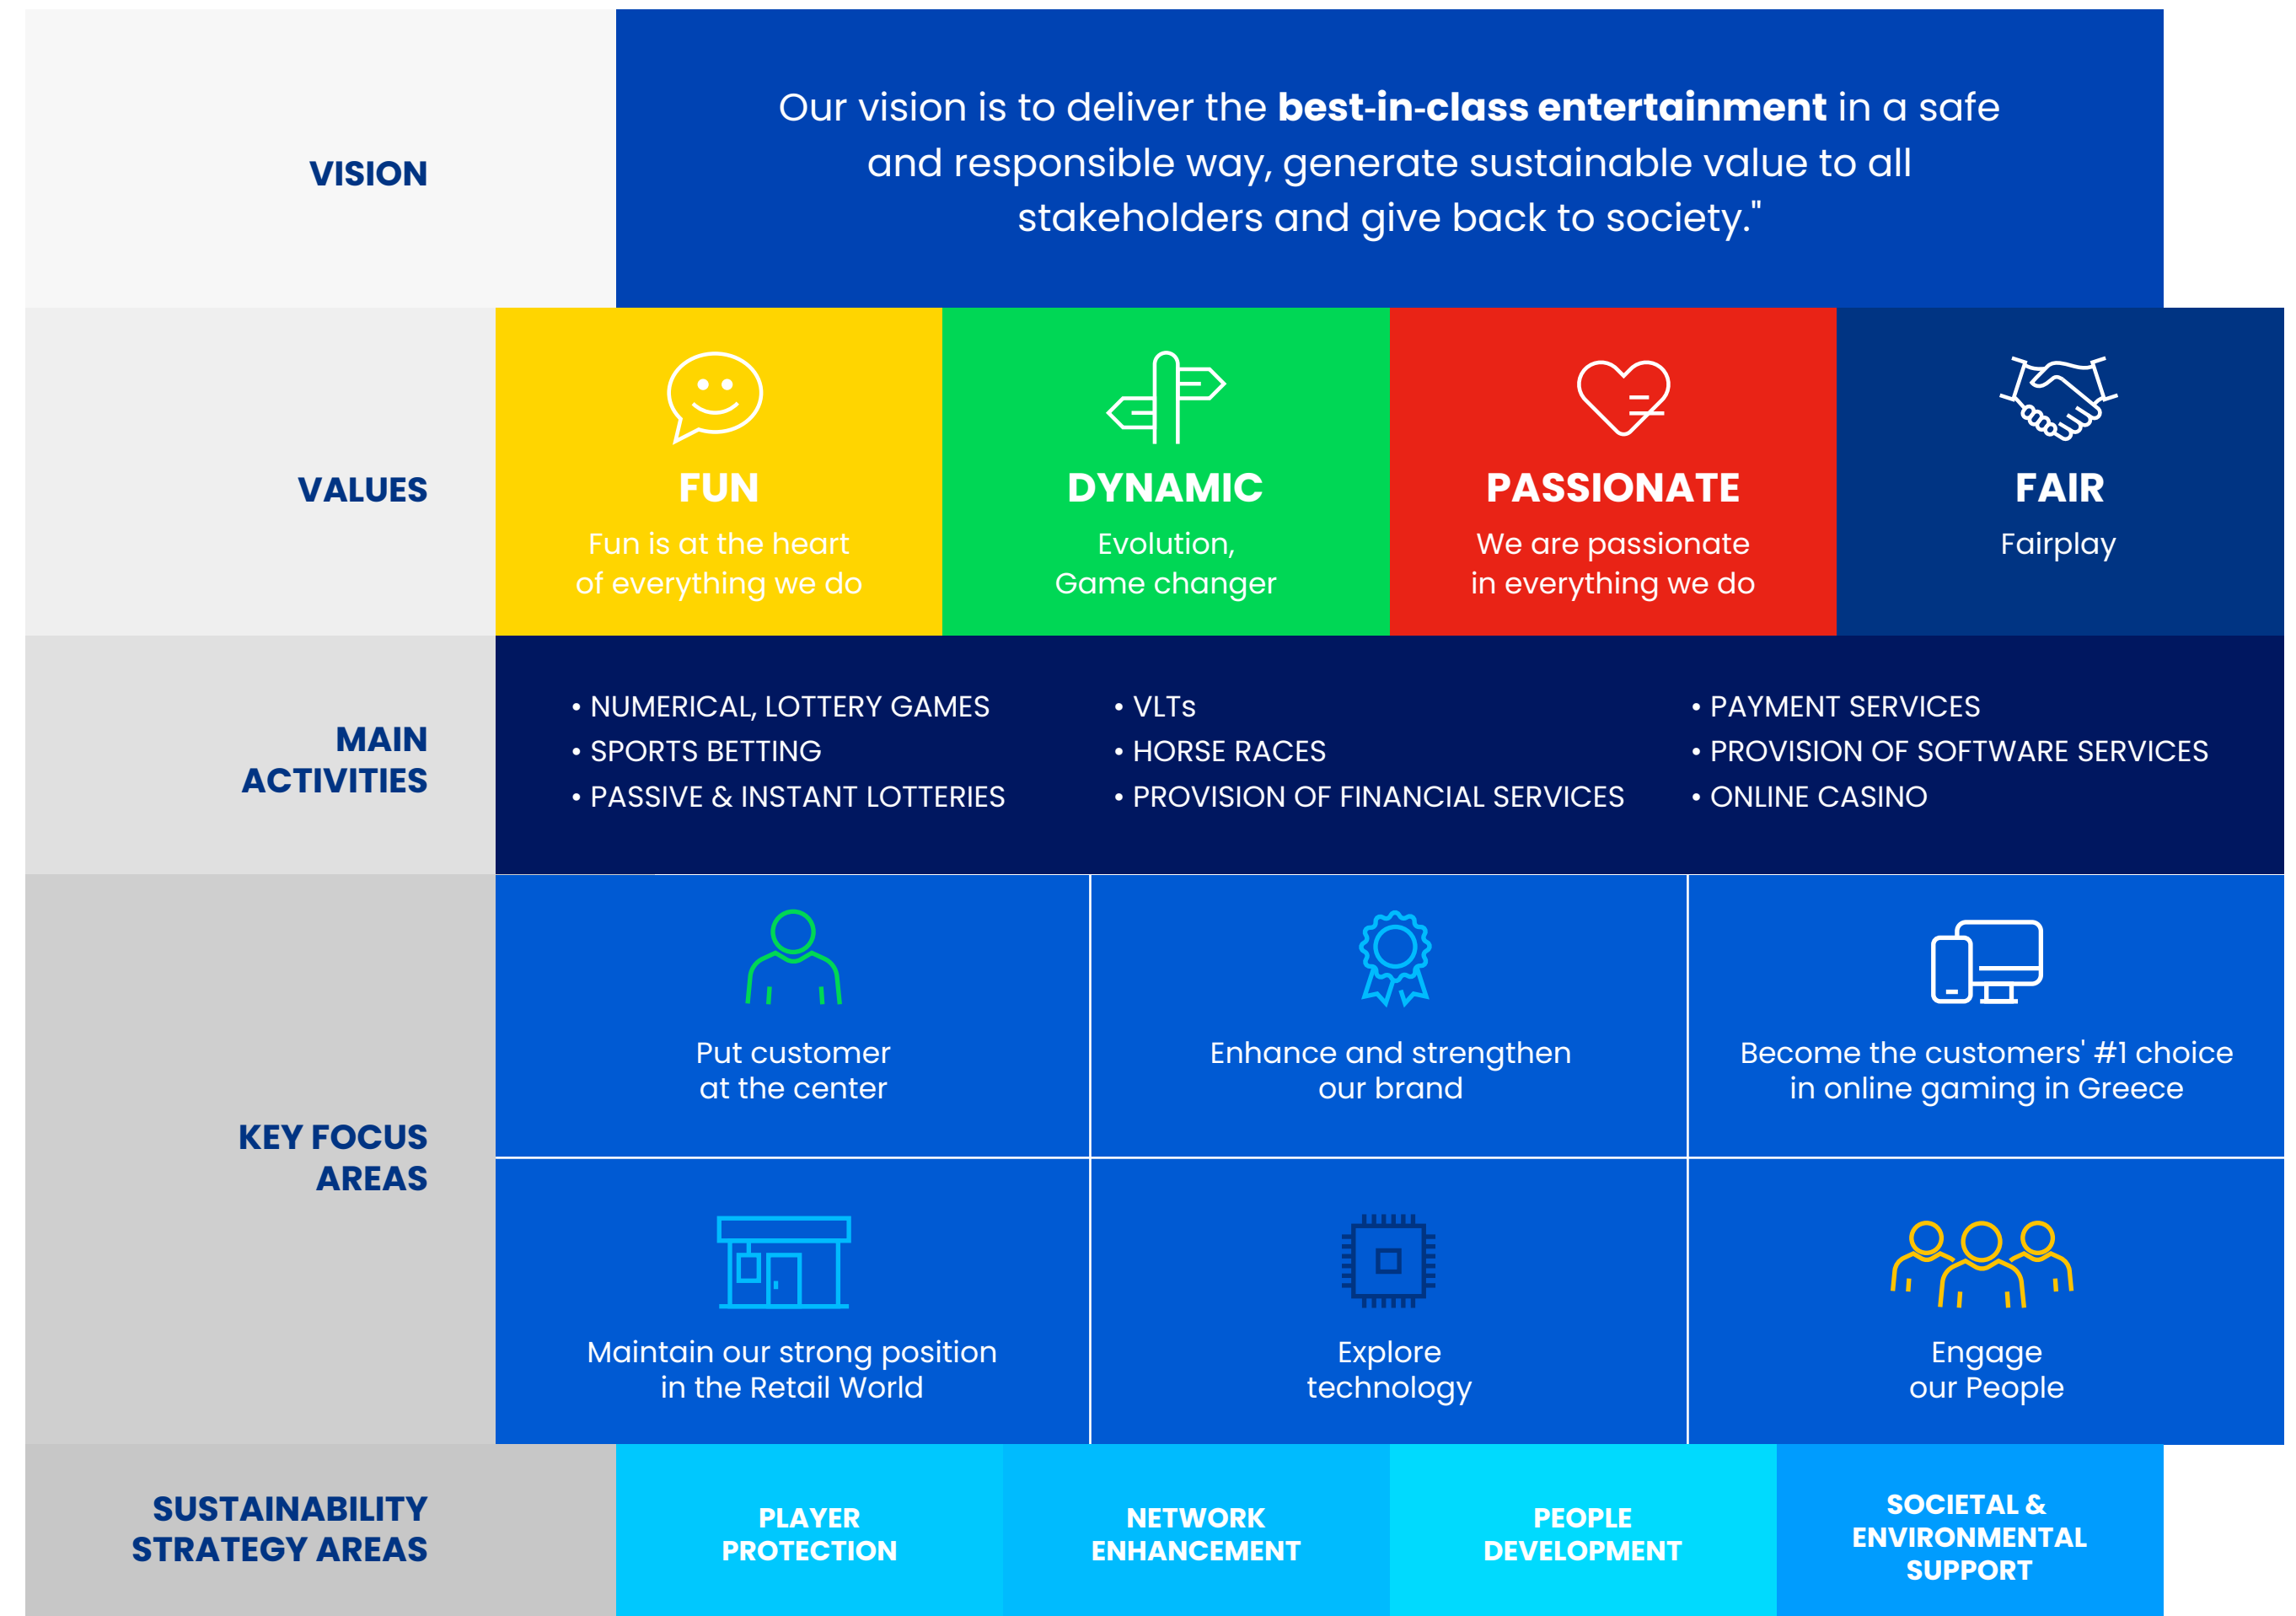 VISION
Our vision is to deliver the best-in-class entertainment in a safe
and responsible way, generate sustainable value to all
stakeholders and give back to society."
VALUES
FUN
Fun is at the heart
of everything we do
DYNAMIC
Evolution,
Game changer
PASSIONATE
We are passionate
in everything we do
FAIR
Fairplay
MAIN
ACTIVITIES
• NUMERICAL, LOTTERY GAMES
• SPORTS BETTING
• PASSIVE & INSTANT LOTTERIES
• VLTs
• HORSE RACES
• PROVISION OF FINANCIAL SERVICES
• PAYMENT SERVICES
• PROVISION OF SOFTWARE SERVICES
• ONLINE CASINO
KEY FOCUS
AREAS
Put customer
at the center
Enhance and strengthen
our brand
Become the customers' #1 choice
in online gaming in Greece
Maintain our strong position
in the Retail World
Explore
technology
Engage
our People
SUSTAINABILITY
STRATEGY AREAS
PLAYER
PROTECTION
NETWORK
ENHANCEMENT
PEOPLE
DEVELOPMENT
SOCIETAL &
ENVIRONMENTAL
SUPPORT